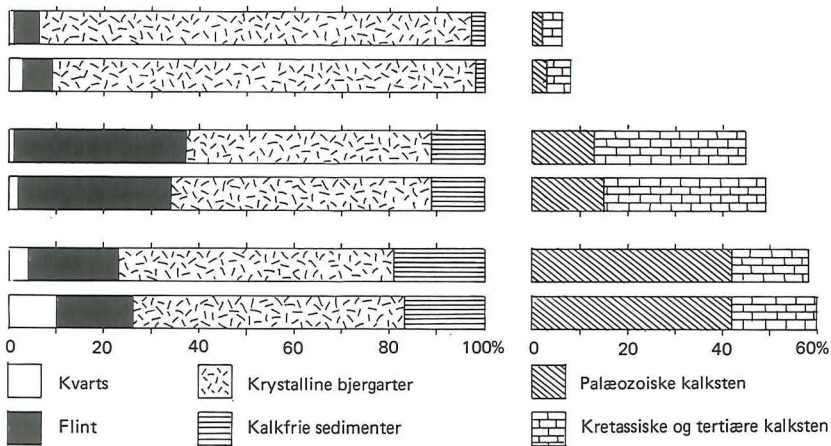 0 20 40 60 80 100% 0 20 40 60%
Kvarts Krystalline bjergarter Palæozoiske kalksten
Flint Kalkfrie sedimenter Kretassiske og tertiære kalksten